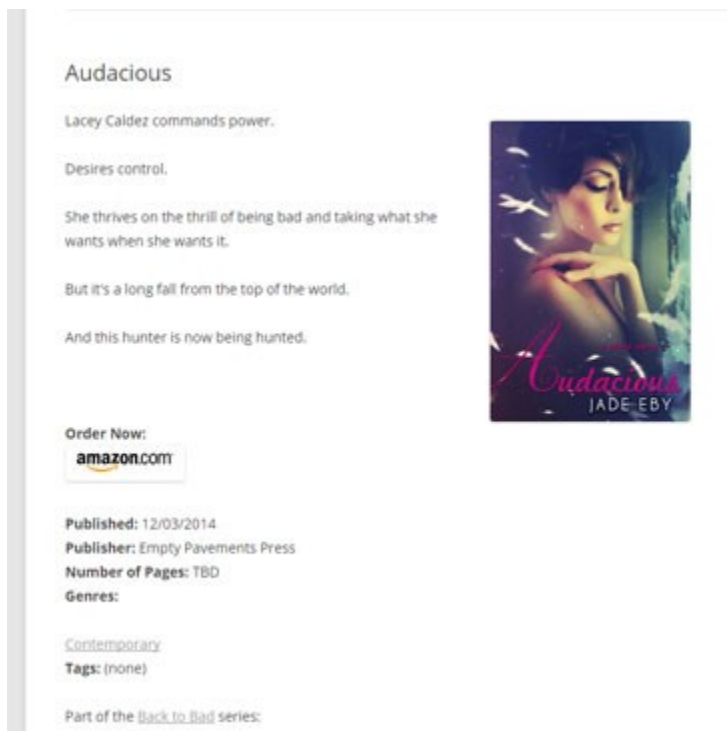 Audacious
Lacey Caldez commands power.
Desires control.
She thrives on the thrill of being bad and taking what she
wants when she wants it.
But it's a long fall from the top of the world.
And this hunter is now being hunted.
Audacious
JADE EBY
Order Now:
amazon.com
Published: 12/03/2014
Publisher: Empty Pavements Press
Number of Pages: TBD
Genres:
Contemporary
Tags: (none)
Part of the Back to Bad series: